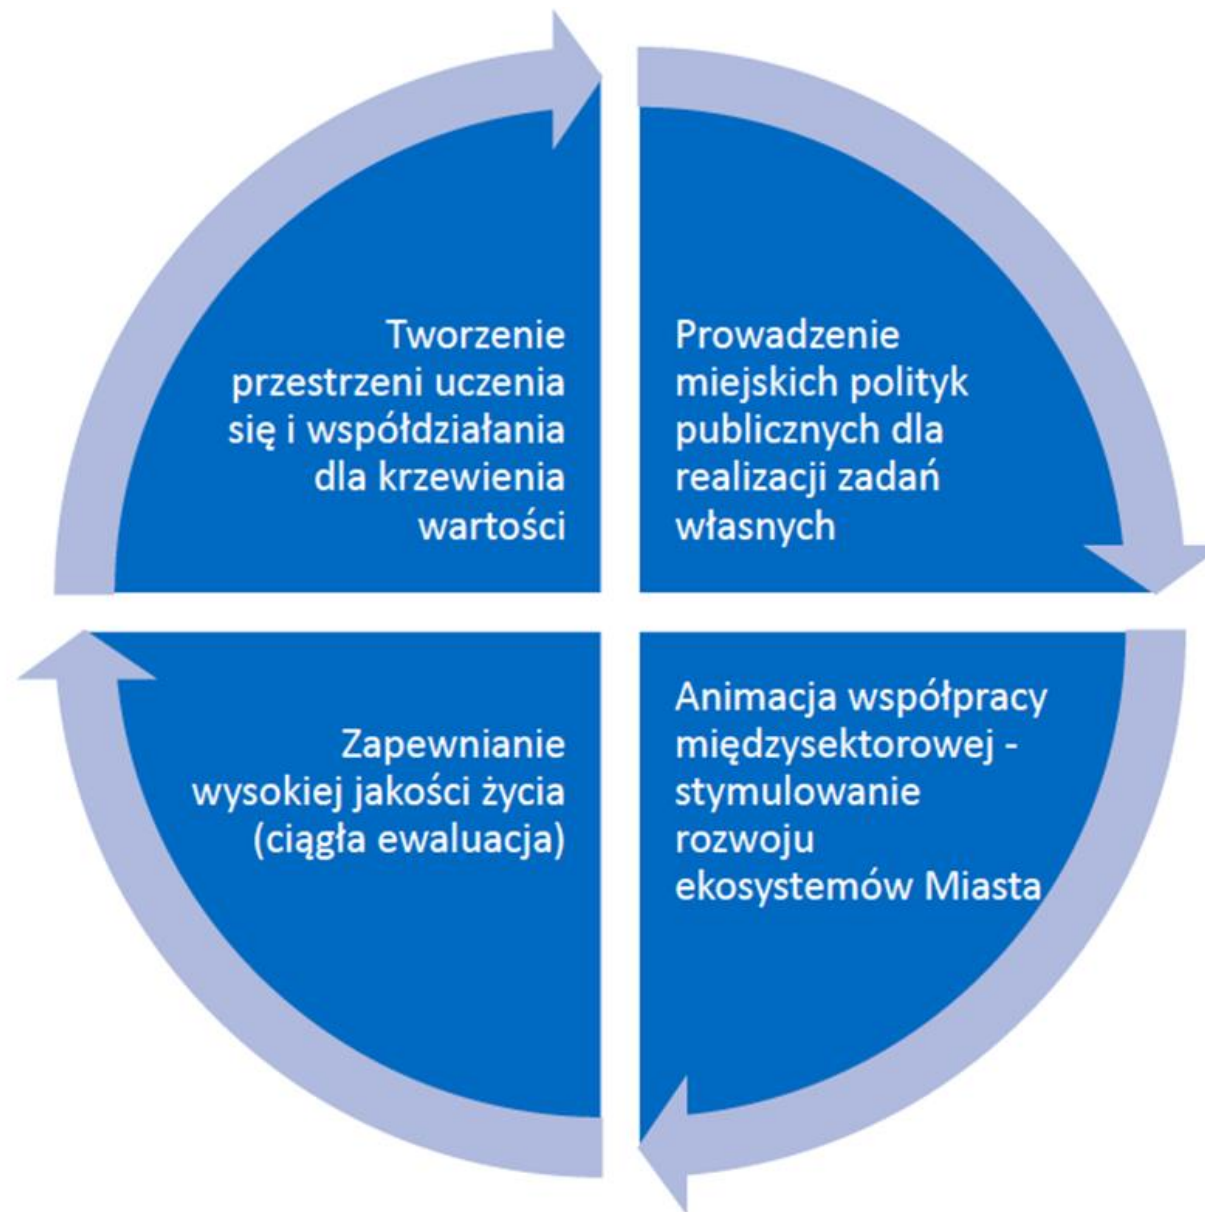 Tworzenie
przestrzeni uczenia
się i współdziałania
dla krzewienia
wartości
Prowadzenie
miejskich polityk
publicznych dla
realizacji zadań
własnych
Zapewnianie
wysokiej jakości życia
(ciągła ewaluacja)
Animacja współpracy
międzysektorowej -
stymulowanie
rozwoju
ekosystemów Miasta